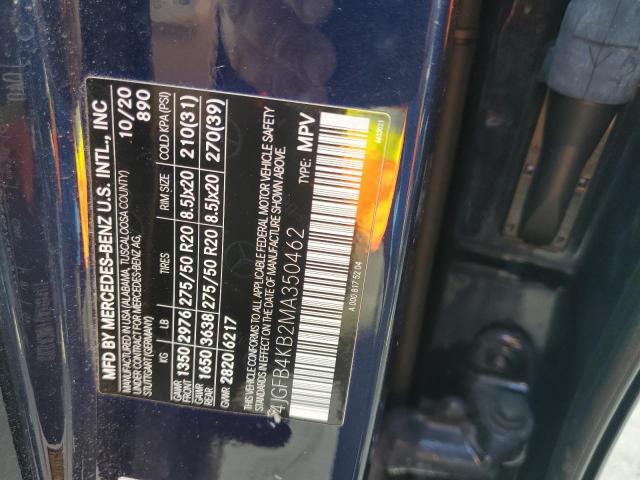 MFD BY MERCEDES-BENZ U.S. INTL., INC
MANUFACTURED IN USA (ALABAMA, TUSCALOOSA COUNTY) 10/20
UNDER CONTRACT FOR MERCEDES-BENZ AG, 890
STUTTGART (GERMANY)
KG LB RIM SIZE COLD KPA (PSI)
GAWR FRONT 1350 2976 275/50 R20 8.5Jx20 210(31)
GAWR REAR 1650 3638 275/50 R20 8.5Jx20 270(39)
GVWR 2820 6217
THIS VEHICLE CONFORMS TO ALL APPLICABLE FEDERAL MOTOR VEHICLE SAFETY
STANDARDS IN EFFECT ON THE DATE OF MANUFACTURE SHOWN ABOVE.
4JGFB4KB2MA350462 TYPE: MPV
A 000 817 52 04